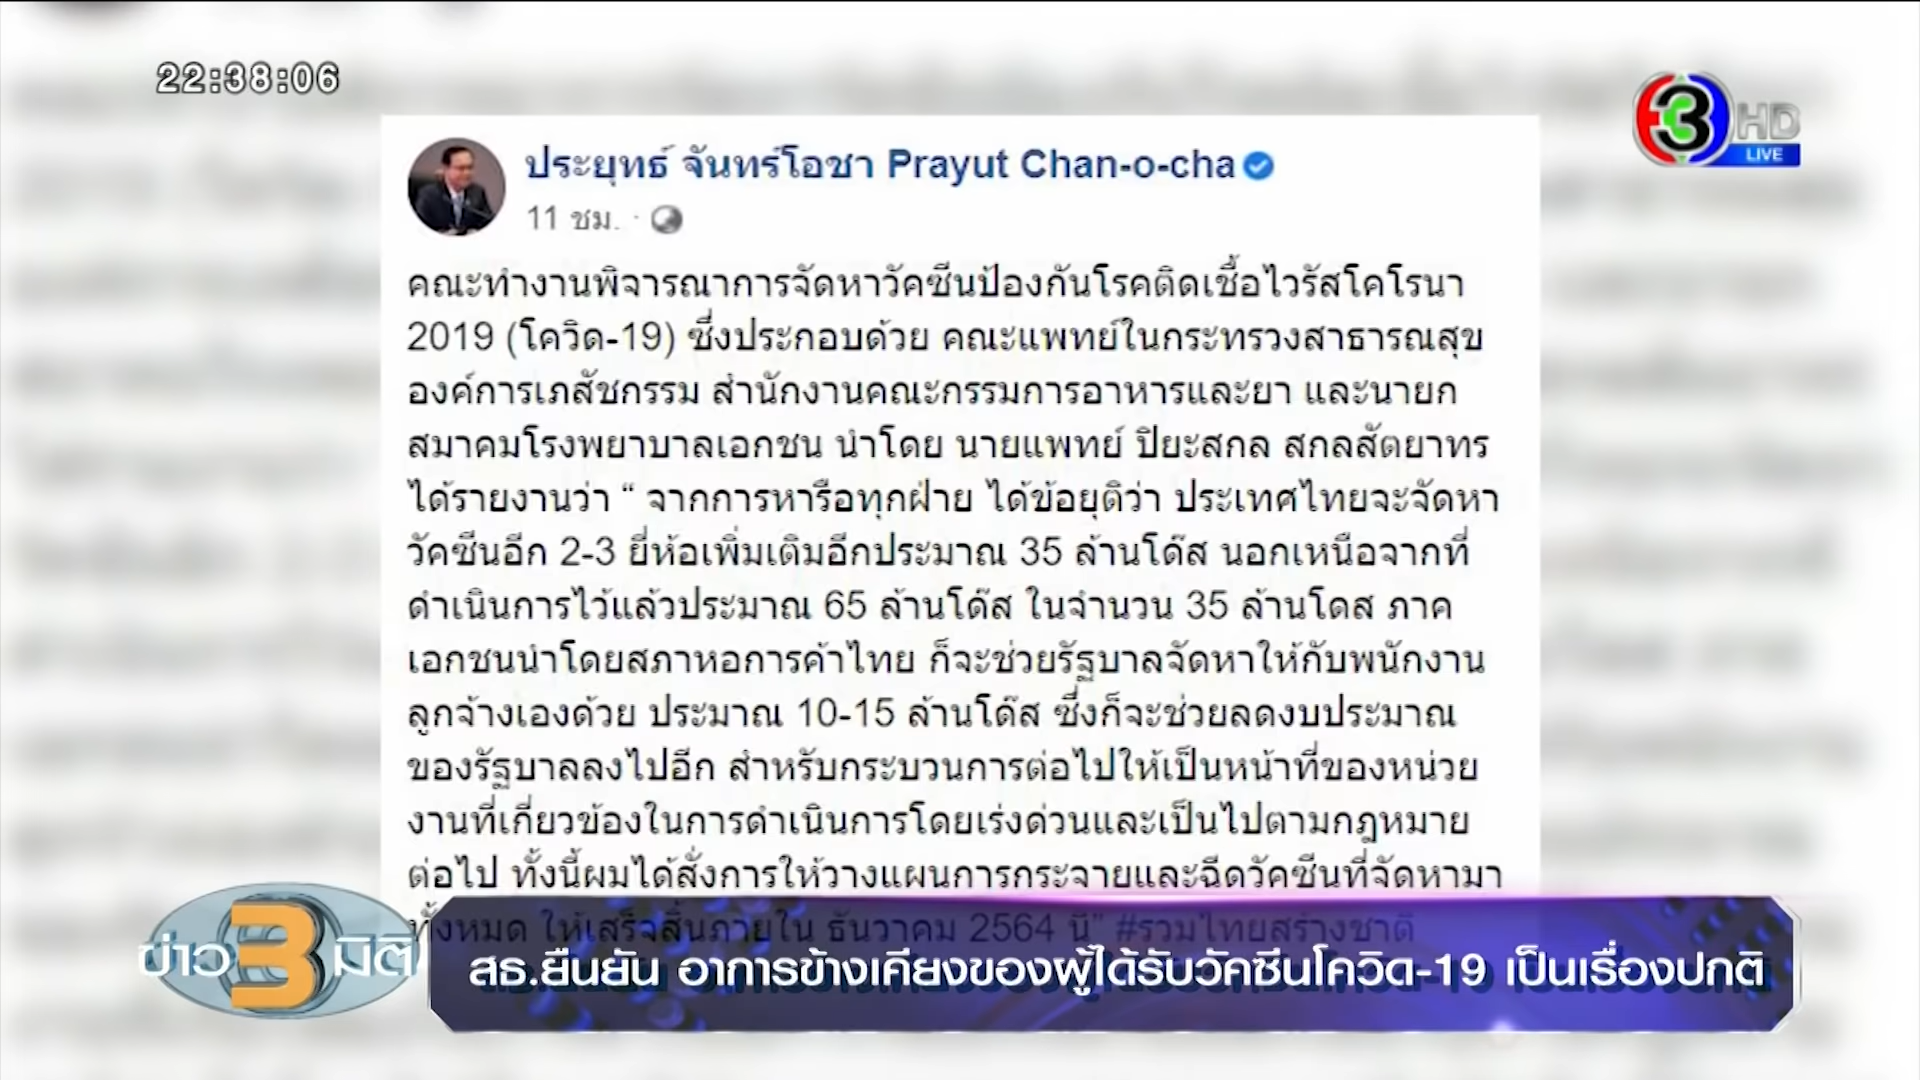 22:38:06
3 HD
LIVE
ประยุทธ์ จันทร์โอชา Prayut Chan-o-cha
11 ชม. ·
คณะทำงานพิจารณาการจัดหาวัคซีนป้องกันโรคติดเชื้อไวรัสโคโรนา
2019 (โควิด-19) ซึ่งประกอบด้วย คณะแพทย์ในกระทรวงสาธารณสุข
องค์การเภสัชกรรม สำนักงานคณะกรรมการอาหารและยา และนายก
สมาคมโรงพยาบาลเอกชน นำโดย นายแพทย์ ปิยะสกล สกลสัตยาทร
ได้รายงานว่า “ จากการหารือทุกฝ่าย ได้ข้อยุติว่า ประเทศไทยจะจัดหา
วัคซีนอีก 2-3 ยี่ห้อเพิ่มเติมอีกประมาณ 35 ล้านโด๊ส นอกเหนือจากที่
ดำเนินการไว้แล้วประมาณ 65 ล้านโด๊ส ในจำนวน 35 ล้านโดส ภาค
เอกชนนำโดยสภาหอการค้าไทย ก็จะช่วยรัฐบาลจัดหาให้กับพนักงาน
ลูกจ้างเองด้วย ประมาณ 10-15 ล้านโด๊ส ซึ่งก็จะช่วยลดงบประมาณ
ของรัฐบาลลงไปอีก สำหรับกระบวนการต่อไปให้เป็นหน้าที่ของหน่วย
งานที่เกี่ยวข้องในการดำเนินการโดยเร่งด่วนและเป็นไปตามกฎหมาย
ต่อไป ทั้งนี้ผมได้สั่งการให้วางแผนการกระจายและฉีดวัคซีนที่จัดหามา
ทั้งหมด ให้เสร็จสิ้นภายใน ธันวาคม 2564 นี้” #รวมไทยสร้างชาติ
ข่าว 3 มิติ
สธ.ยืนยัน อาการข้างเคียงของผู้ได้รับวัคซีนโควิด-19 เป็นเรื่องปกติ